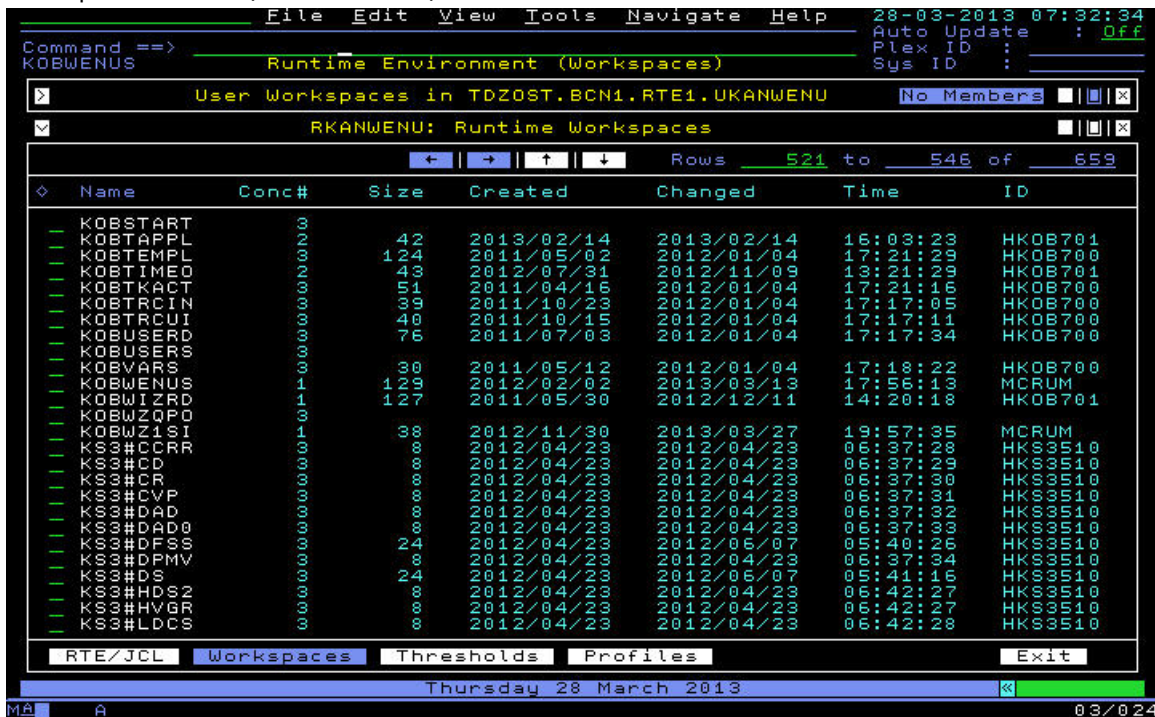 File Edit View Tools Navigate Help 28-03-2013 07:32:34
Auto Update : Off
Command ==> Plex ID :
KOBWENUS Runtime Environment (Workspaces) Sys ID :
> User Workspaces in TDZOST.BCN1.RTE1.UKANWENU No Members
RKANWENU: Runtime Workspaces
← | → | ↑ | ↓ Rows 521 to 546 of 659
◇ Name Conc# Size Created Changed Time ID
_ KOBSTART 3
_ KOBTAPPL 2 42 2013/02/14 2013/02/14 16:03:23 HKOB701
_ KOBTEMPL 3 124 2011/05/02 2012/01/04 17:21:29 HKOB700
_ KOBTIMEO 2 43 2012/07/31 2012/11/09 13:21:29 HKOB701
_ KOBTKACT 3 51 2011/04/16 2012/01/04 17:21:16 HKOB700
_ KOBTRCIN 3 39 2011/10/23 2012/01/04 17:17:05 HKOB700
_ KOBTRCUI 3 40 2011/10/15 2012/01/04 17:17:11 HKOB700
_ KOBUSERD 3 76 2011/07/03 2012/01/04 17:17:34 HKOB700
_ KOBUSERS 3
_ KOBVARS 3 30 2011/05/12 2012/01/04 17:18:22 HKOB700
_ KOBWENUS 1 129 2012/02/02 2013/03/13 17:56:13 MCRUM
_ KOBWIZRD 1 127 2011/05/30 2012/12/11 14:20:18 HKOB701
_ KOBWZQPO 3
_ KOBWZ1SI 1 38 2012/11/30 2013/03/27 19:57:35 MCRUM
_ KS3#CCRR 3 8 2012/04/23 2012/04/23 06:37:28 HKS3510
_ KS3#CD 3 8 2012/04/23 2012/04/23 06:37:29 HKS3510
_ KS3#CR 3 8 2012/04/23 2012/04/23 06:37:30 HKS3510
_ KS3#CVP 3 8 2012/04/23 2012/04/23 06:37:31 HKS3510
_ KS3#DAD 3 8 2012/04/23 2012/04/23 06:37:32 HKS3510
_ KS3#DADO 3 8 2012/04/23 2012/04/23 06:37:33 HKS3510
_ KS3#DFSS 3 24 2012/04/23 2012/06/07 05:40:26 HKS3510
_ KS3#DPMV 3 8 2012/04/23 2012/04/23 06:37:34 HKS3510
_ KS3#DS 3 24 2012/04/23 2012/06/07 05:41:16 HKS3510
_ KS3#HDS2 3 8 2012/04/23 2012/04/23 06:42:27 HKS3510
_ KS3#HVGR 3 8 2012/04/23 2012/04/23 06:42:27 HKS3510
_ KS3#LDCS 3 8 2012/04/23 2012/04/23 06:42:28 HKS3510
RTE/JCL Workspaces Thresholds Profiles Exit
Thursday 28 March 2013 «
MA A 03/024